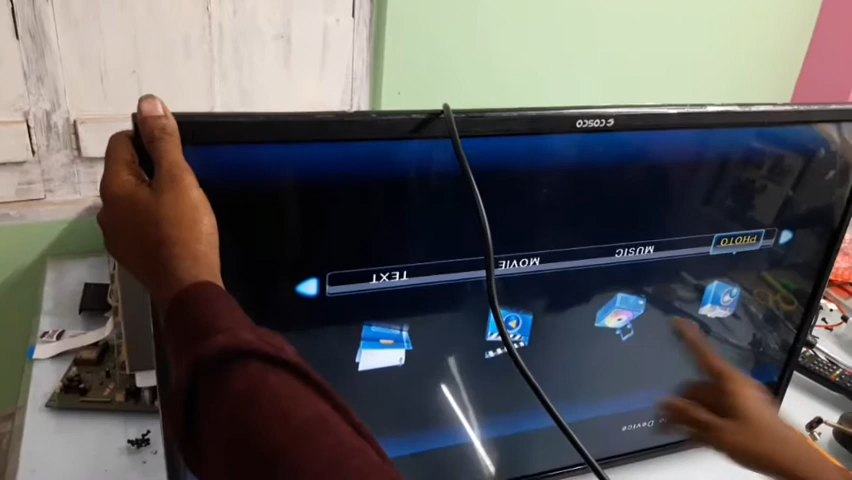 COSCO
PHOTO
MUSIC
MOVIE
TEXT
Device